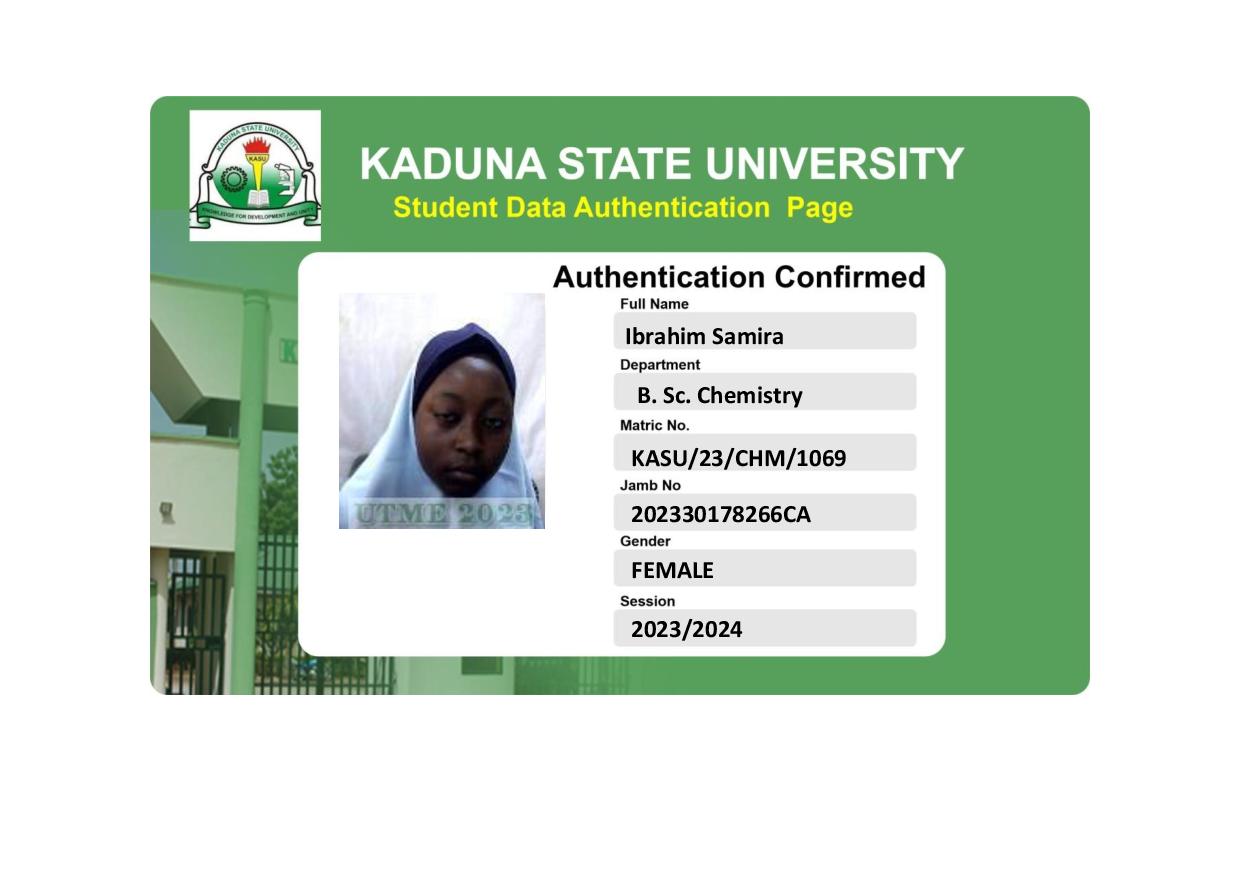 KADUNA STATE UNIVERSITY
KASU
KNOWLEDGE FOR DEVELOPMENT AND UNITY
KADUNA STATE UNIVERSITY
Student Data Authentication Page
Authentication Confirmed
Full Name
Ibrahim Samira
Department
B. Sc. Chemistry
Matric No.
KASU/23/CHM/1069
Jamb No
202330178266CA
Gender
FEMALE
Session
2023/2024
UTME 2023
K